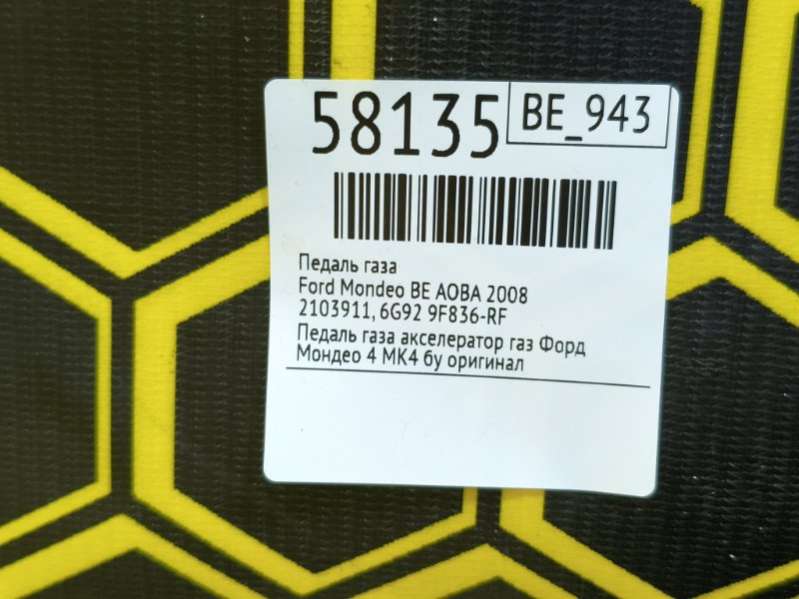 58135
BE_943
Педаль газа
Ford Mondeo BE AOBA 2008
2103911, 6G92 9F836-RF
Педаль газа акселератор газ Форд
Мондео 4 МК4 бу оригинал